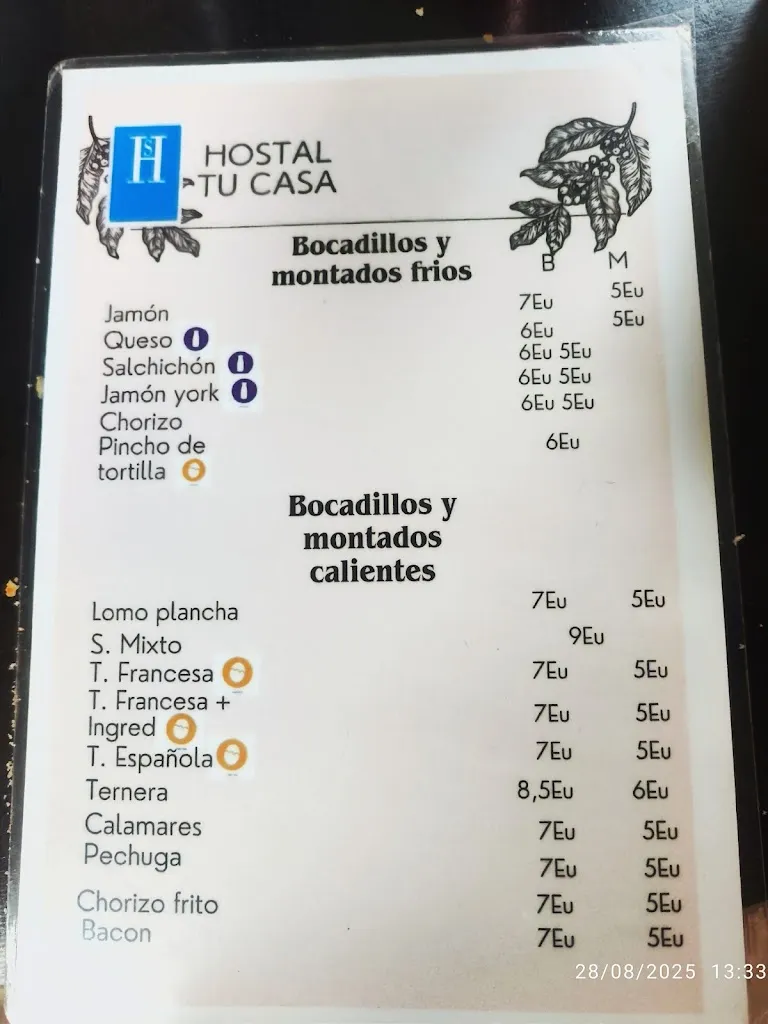 HS
HOSTAL
TU CASA
Bocadillos y
montados frios
B M
Jamón 7Eu 5Eu
Queso 6Eu 5Eu
Salchichón 6Eu 5Eu
Jamón york 6Eu 5Eu
Chorizo 6Eu 5Eu
Pincho de
tortilla 6Eu
Bocadillos y
montados
calientes
Lomo plancha 7Eu 5Eu
S. Mixto 9Eu
T. Francesa 7Eu 5Eu
T. Francesa +
Ingred 7Eu 5Eu
T. Española 7Eu 5Eu
Ternera 8,5Eu 6Eu
Calamares 7Eu 5Eu
Pechuga 7Eu 5Eu
Chorizo frito 7Eu 5Eu
Bacon 7Eu 5Eu
28/08/2025 13:33